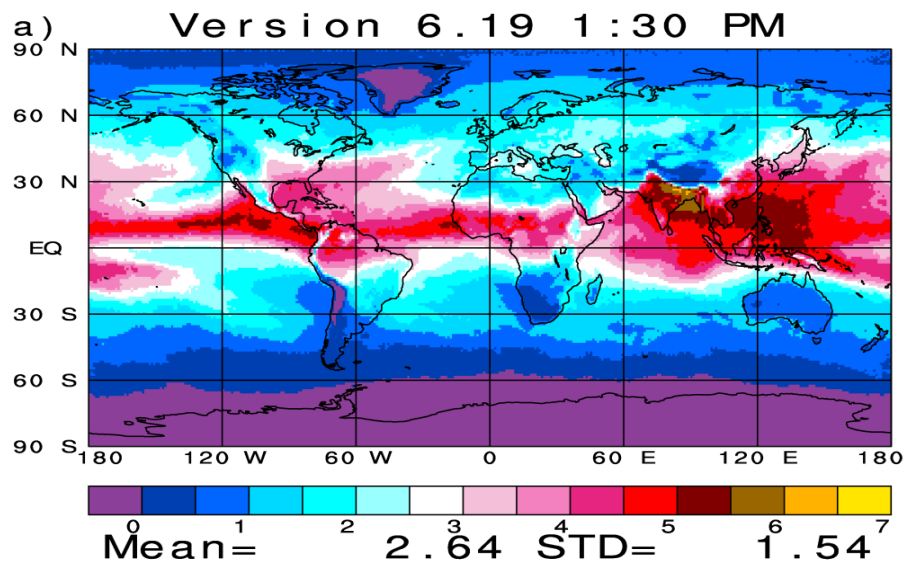 a) Version 6.19 1:30 PM
90 N
60 N
30 N
EQ
30 S
60 S
90 S
180 120 W 60 W 0 60 E 120 E 180
0 1 2 3 4 5 6 7
Mean= 2.64 STD= 1.54